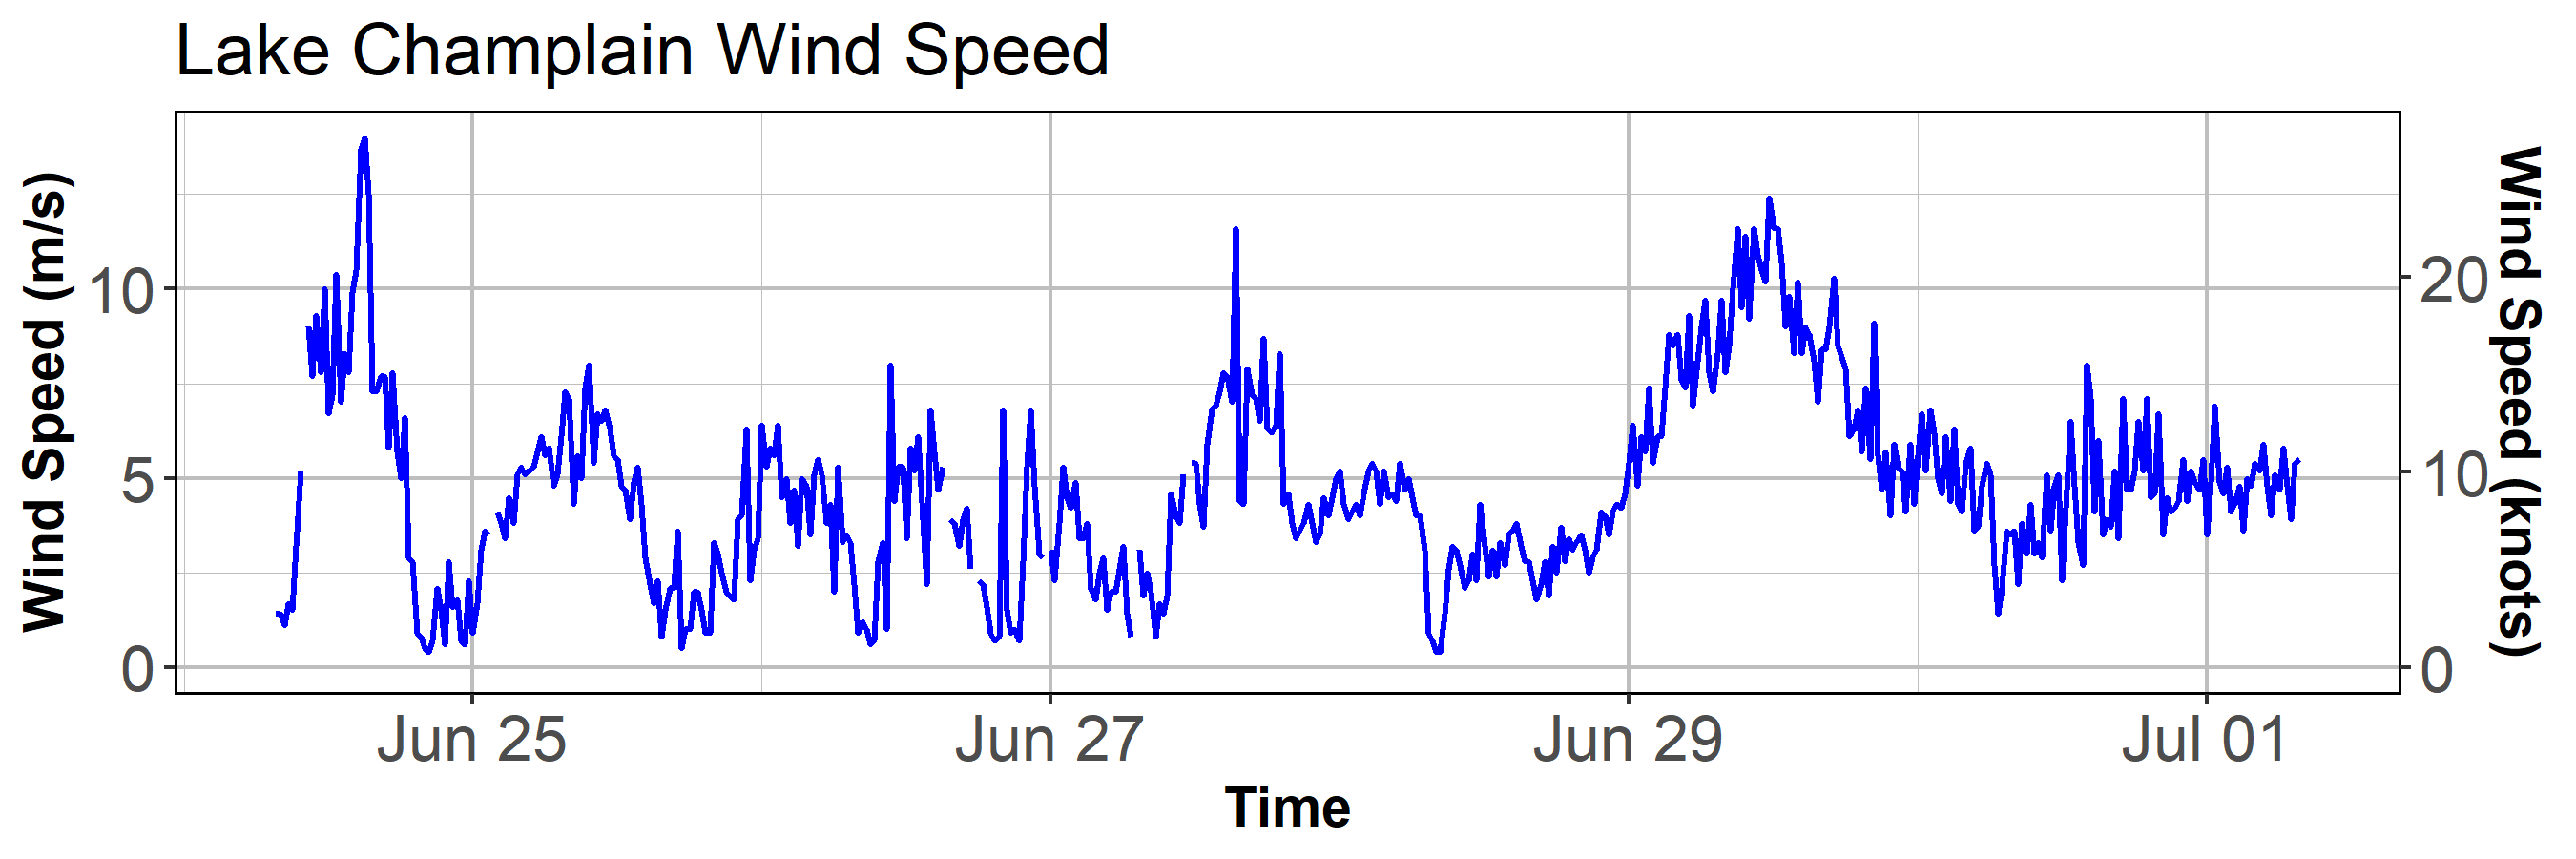 Lake Champlain Wind Speed
Wind Speed (m/s)
10
5
0
20
10
0
Wind Speed (knots)
Jun 25
Jun 27
Jun 29
Jul 01
Time